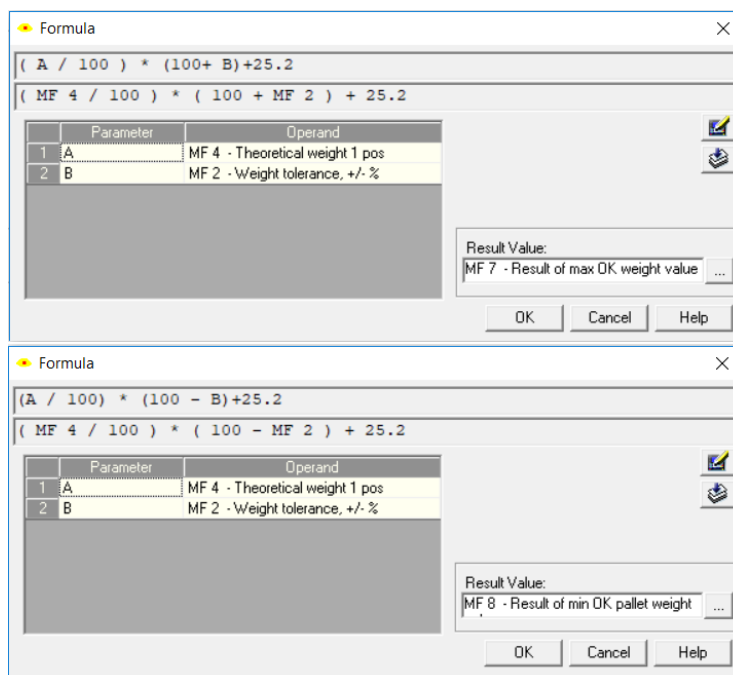 Formula
( A / 100 ) * (100+ B)+25.2
( MF 4 / 100 ) * ( 100 + MF 2 ) + 25.2
Parameter Operand
1 A MF 4 - Theoretical weight 1 pos
2 B MF 2 - Weight tolerance, +/- %
Result Value:
MF 7 - Result of max OK weight value ...
OK Cancel Help
Formula
(A / 100) * (100 - B)+25.2
( MF 4 / 100 ) * ( 100 - MF 2 ) + 25.2
Parameter Operand
1 A MF 4 - Theoretical weight 1 pos
2 B MF 2 - Weight tolerance, +/- %
Result Value:
MF 8 - Result of min OK pallet weight ...
OK Cancel Help